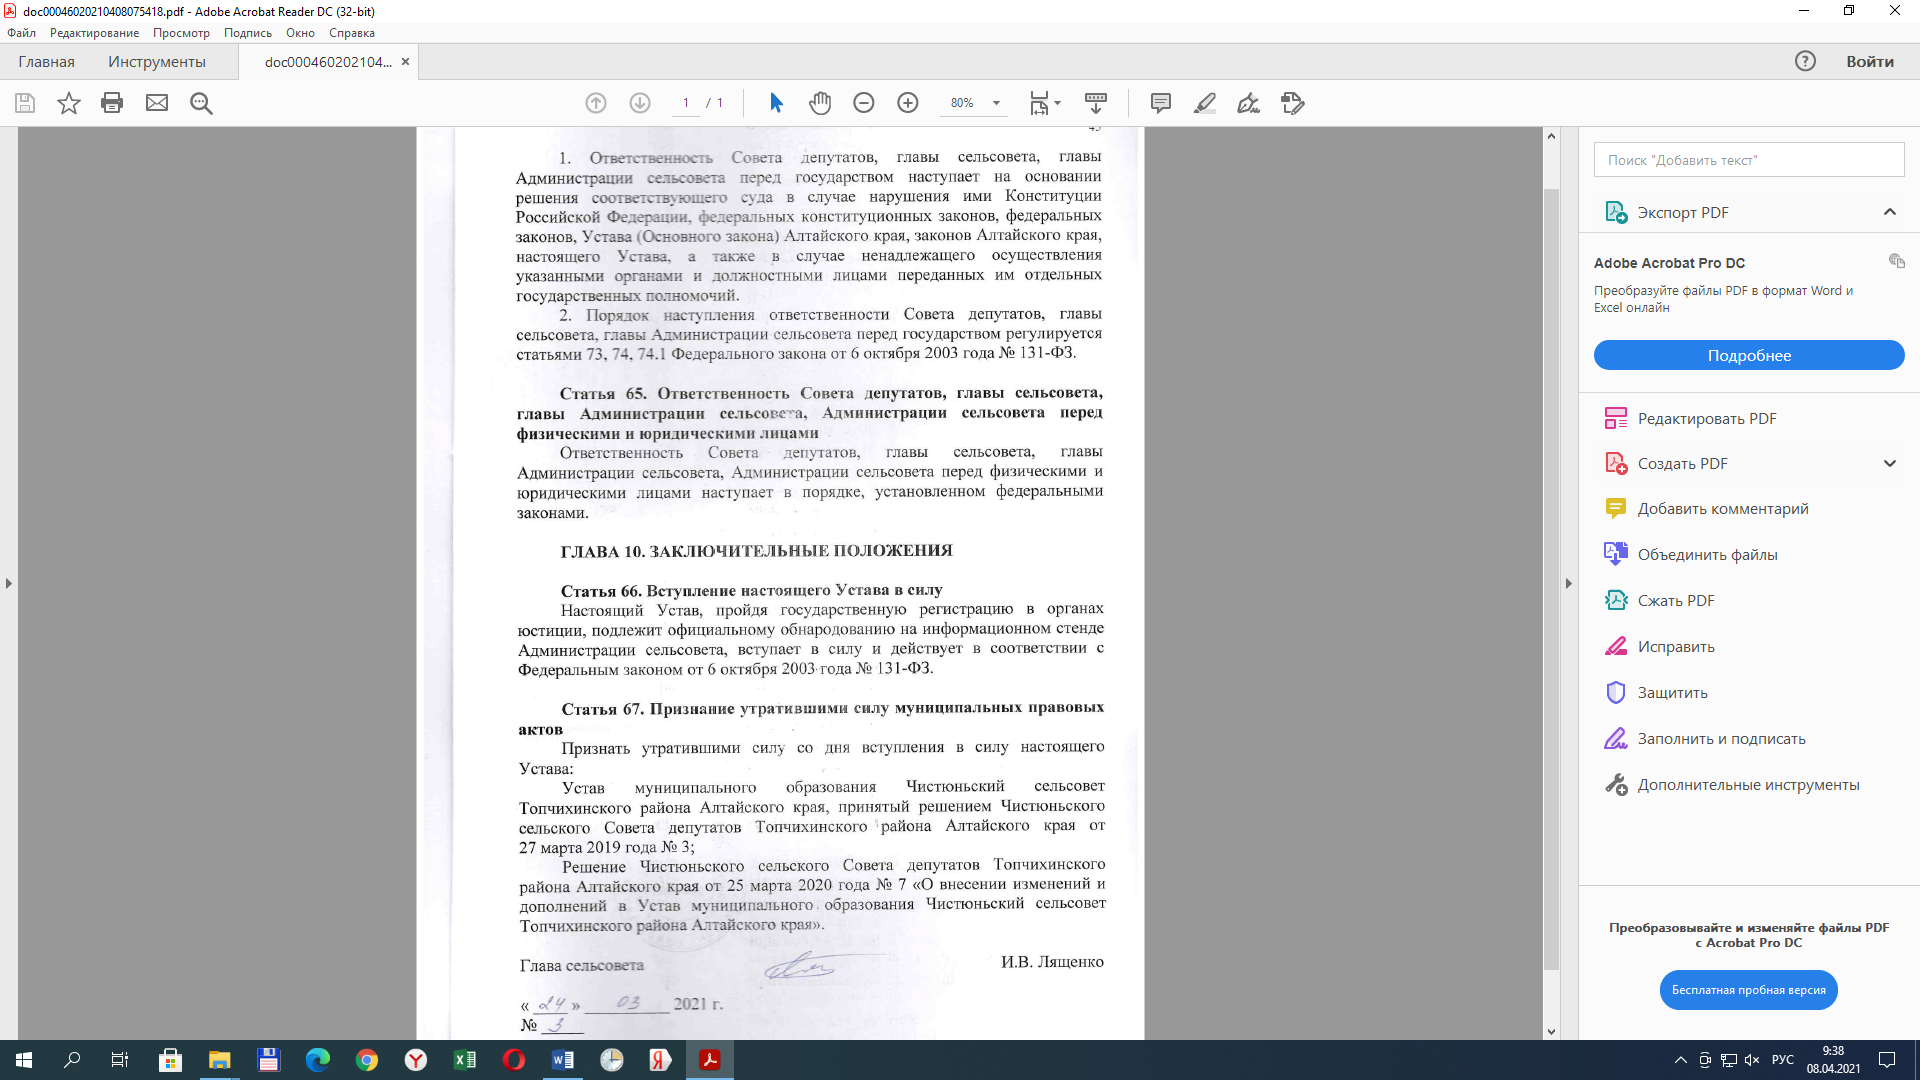 doc00046020210408075418.pdf - Adobe Acrobat Reader DC (32-bit)
Файл Редактирование Просмотр Подпись Окно Справка
Главная Инструменты doc000460202104... × Войти
1 / 1 80%
1. Ответственность Совета депутатов, главы сельсовета, главы
Администрации сельсовета перед государством наступает на основании
решения соответствующего суда в случае нарушения ими Конституции
Российской Федерации, федеральных конституционных законов, федеральных
законов, Устава (Основного закона) Алтайского края, законов Алтайского края,
настоящего Устава, а также в случае ненадлежащего осуществления
указанными органами и должностными лицами переданных им отдельных
государственных полномочий.
2. Порядок наступления ответственности Совета депутатов, главы
сельсовета, главы Администрации сельсовета перед государством регулируется
статьями 73, 74, 74.1 Федерального закона от 6 октября 2003 года № 131-ФЗ.
Статья 65. Ответственность Совета депутатов, главы сельсовета,
главы Администрации сельсовета, Администрации сельсовета перед
физическими и юридическими лицами
Ответственность Совета депутатов, главы сельсовета, главы
Администрации сельсовета, Администрации сельсовета перед физическими и
юридическими лицами наступает в порядке, установленном федеральными
законами.
ГЛАВА 10. ЗАКЛЮЧИТЕЛЬНЫЕ ПОЛОЖЕНИЯ
Статья 66. Вступление настоящего Устава в силу
Настоящий Устав, пройдя государственную регистрацию в органах
юстиции, подлежит официальному обнародованию на информационном стенде
Администрации сельсовета, вступает в силу и действует в соответствии с
Федеральным законом от 6 октября 2003 года № 131-ФЗ.
Статья 67. Признание утратившими силу муниципальных правовых
актов
Признать утратившими силу со дня вступления в силу настоящего
Устава:
Устав муниципального образования Чистюньский сельсовет
Топчихинского района Алтайского края, принятый решением Чистюньского
сельского Совета депутатов Топчихинского района Алтайского края от
27 марта 2019 года № 3;
Решение Чистюньского сельского Совета депутатов Топчихинского
района Алтайского края от 25 марта 2020 года № 7 «О внесении изменений и
дополнений в Устав муниципального образования Чистюньский сельсовет
Топчихинского района Алтайского края».
Глава сельсовета И.В. Лященко
« 24 » 03 2021 г.
№ 3
Поиск "Добавить текст"
Экспорт PDF
Adobe Acrobat Pro DC
Преобразуйте файлы PDF в формат Word и
Excel онлайн
Подробнее
Редактировать PDF
Создать PDF
Добавить комментарий
Объединить файлы
Сжать PDF
Исправить
Защитить
Заполнить и подписать
Дополнительные инструменты
Преобразовывайте и изменяйте файлы PDF
с Acrobat Pro DC
Бесплатная пробная версия
РУС
9:38
08.04.2021